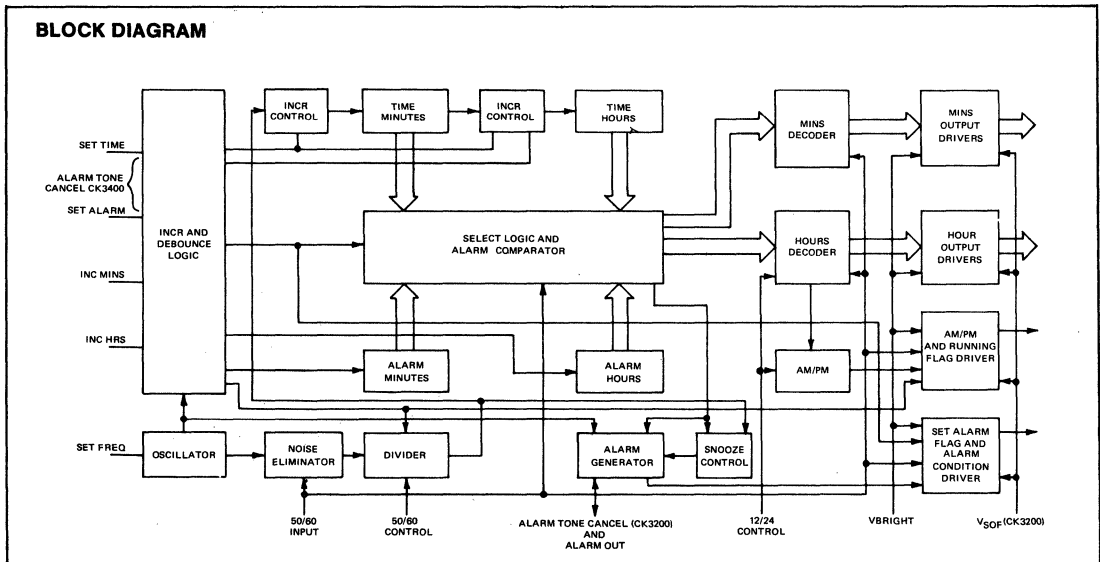 BLOCK DIAGRAM
INCR
CONTROL
TIME
MINUTES
INCR
CONTROL
TIME
HOURS
MINS
DECODER
MINS
OUTPUT
DRIVERS
SET TIME
ALARM TONE
CANCEL CK3400
SET ALARM
INCR AND
DEBOUNCE
LOGIC
SELECT LOGIC AND
ALARM COMPARATOR
HOURS
DECODER
HOUR
OUTPUT
DRIVERS
INC MINS
INC HRS
ALARM
MINUTES
ALARM
HOURS
AM/PM
AM/PM
AND RUNNING
FLAG DRIVER
SET FREQ
OSCILLATOR
NOISE
ELIMINATOR
DIVIDER
ALARM
GENERATOR
SNOOZE
CONTROL
SET ALARM
FLAG AND
ALARM
CONDITION
DRIVER
50/60
INPUT
50/60
CONTROL
ALARM TONE CANCEL (CK3200)
AND
ALARM OUT
12/24
CONTROL
VBRIGHT
VSOF (CK3200)